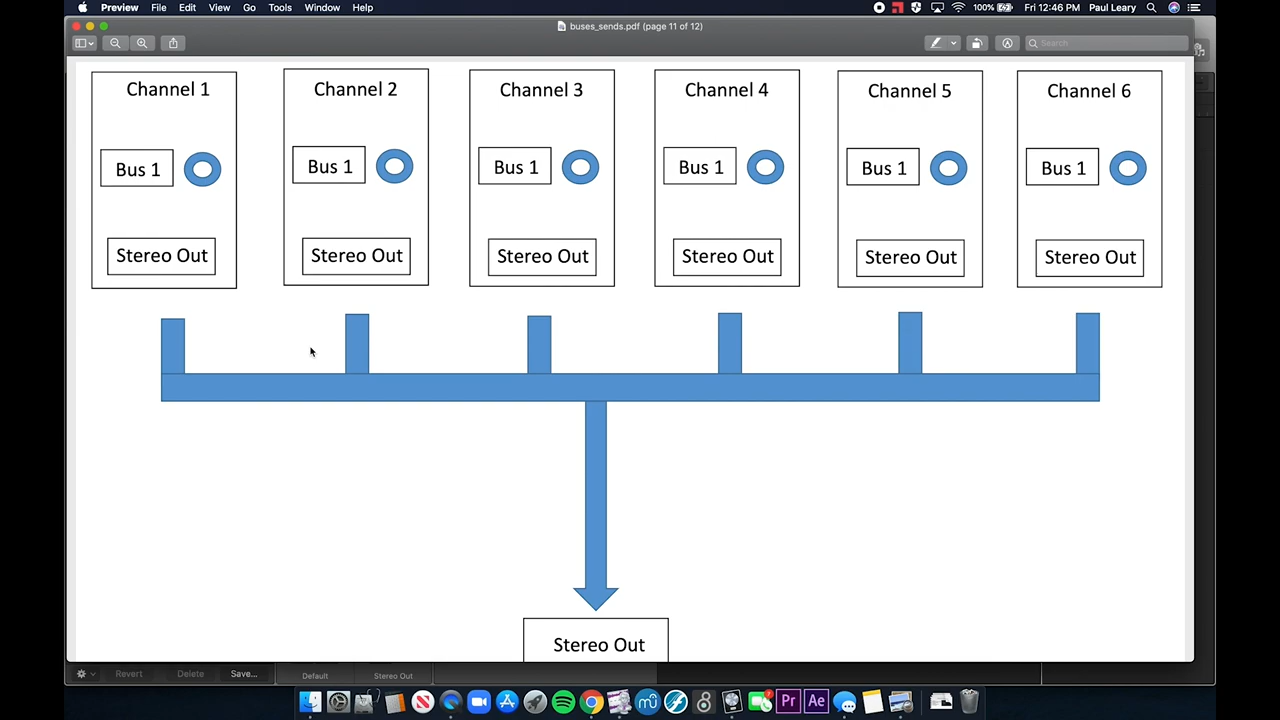 Preview File Edit View Go Tools Window Help 100% Fri 12:46 PM Paul Leary
buses_sends.pdf (page 11 of 12)
Search
Channel 1 Channel 2 Channel 3 Channel 4 Channel 5 Channel 6
Bus 1 Bus 1 Bus 1 Bus 1 Bus 1 Bus 1
Stereo Out Stereo Out Stereo Out Stereo Out Stereo Out Stereo Out
Stereo Out
Revert Delete Save... Default Stereo Out
Pr Ae